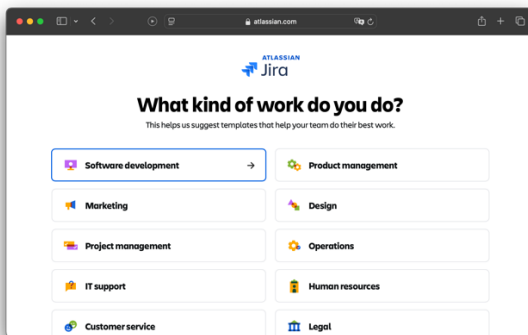 atlassian.com
ATLASSIAN
Jira
What kind of work do you do?
This helps us suggest templates that help your team do their best work.
Software development
Product management
Marketing
Design
Project management
Operations
IT support
Human resources
Customer service
Legal